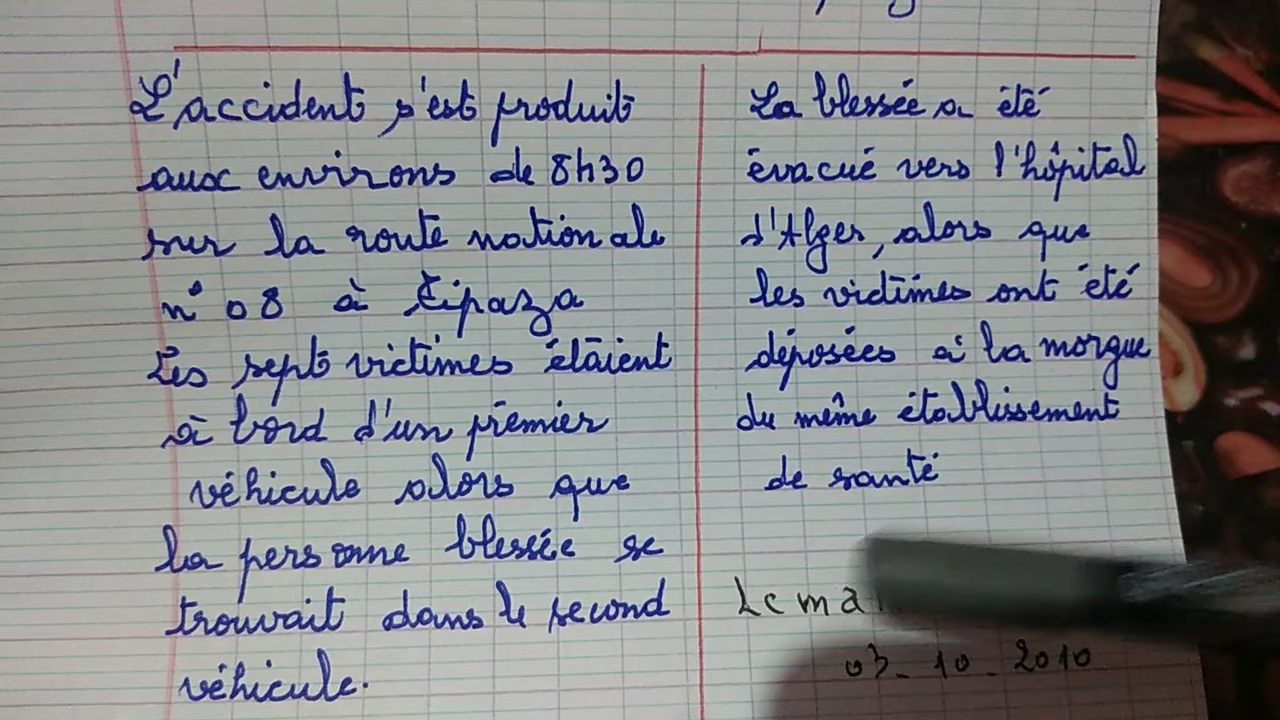 L'accident s'est produit
aux environs de 8h30
sur la route nationale
n° 08 à Tipaza
Les sept victimes étaient
à bord d'un premier
véhicule alors que
la personne blessée se
trouvait dans le second
véhicule.
La blessée a été
évacué vers l'hôpital
d'Alger, alors que
les victimes ont été
déposées à la morgue
du même établissement
de santé
Le
03-10-2010